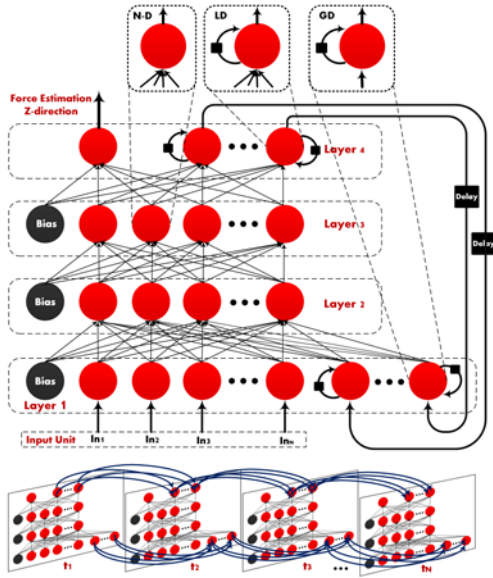 N-D LD GD
Force Estimation
Z-direction
Layer 4
Delay
Bias Layer 3
Delay
Bias Layer 2
Bias
Layer 1
Input Unit In1 In2 In3 InN
t1 t2 t3 tN